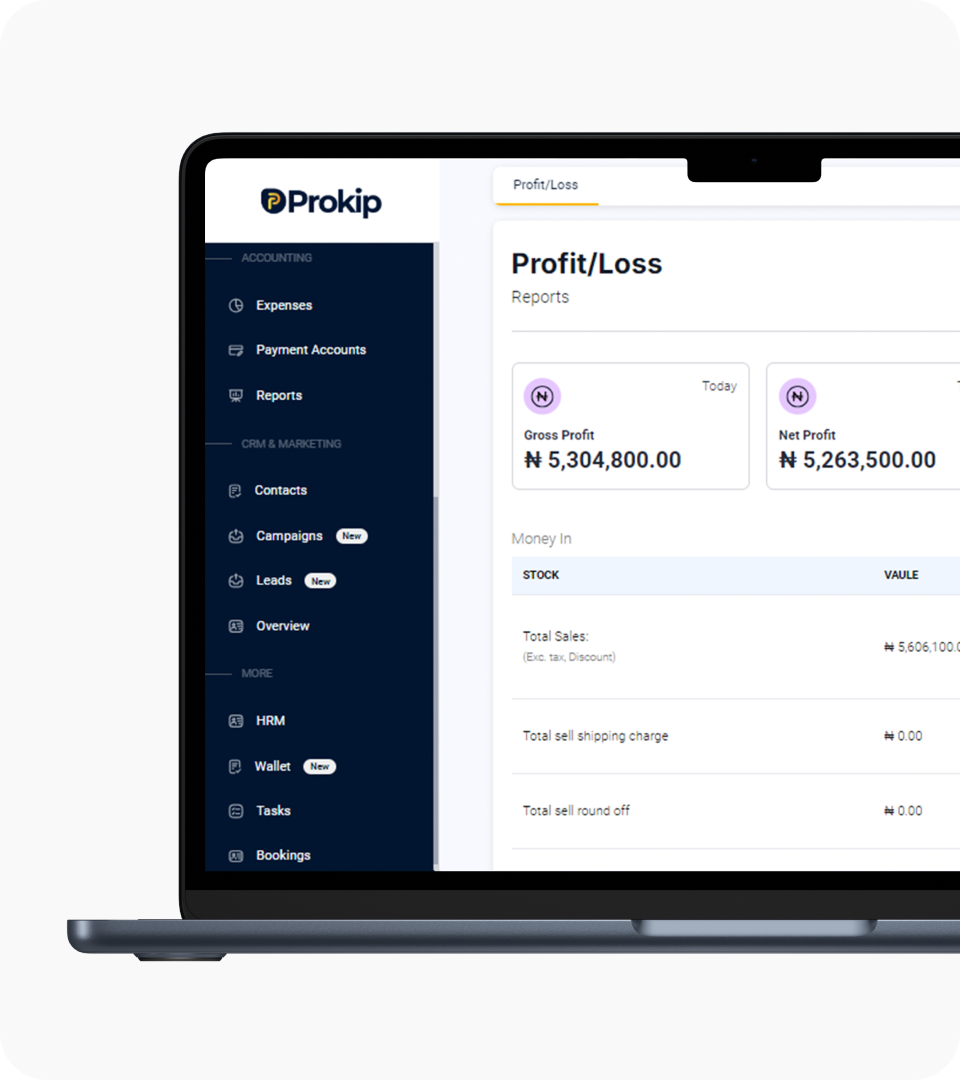 Prokip
ACCOUNTING
Expenses
Payment Accounts
Reports
CRM & MARKETING
Contacts
Campaigns New
Leads New
Overview
MORE
HRM
Wallet New
Tasks
Bookings
Profit/Loss
Profit/Loss
Reports
Today
Gross Profit
₦ 5,304,800.00
Net Profit
₦ 5,263,500.00
Money In
STOCK VAULE
Total Sales:
(Exc. tax, Discount)
₦ 5,606,100.0
Total sell shipping charge ₦ 0.00
Total sell round off ₦ 0.00